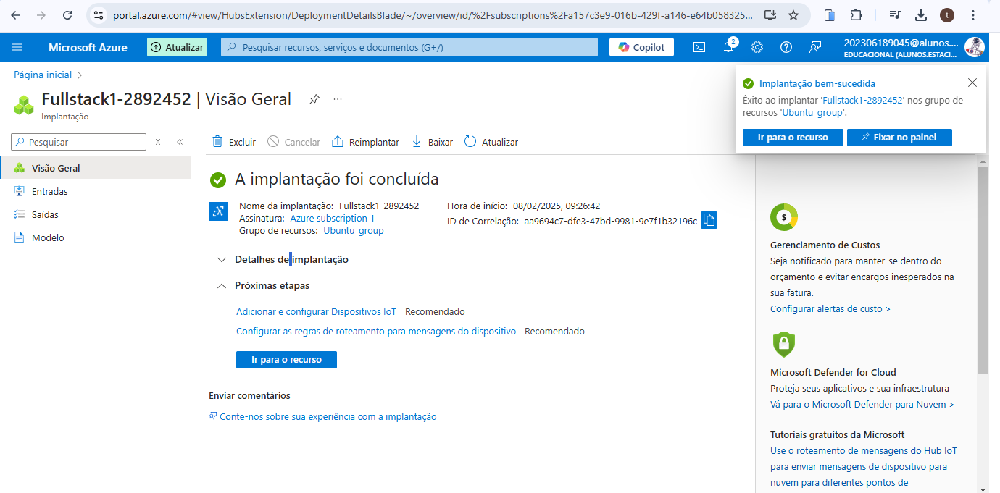 portal.azure.com/#view/HubsExtension/DeploymentDetailsBlade/~/overview/id/%2Fsubscriptions%2Fa157c3e9-016b-429f-a146-e64b058325...
t
Microsoft Azure
Atualizar
Pesquisar recursos, serviços e documentos (G+/)
Copilot
2
202306189045@alunos....
EDUCACIONAL (ALUNOS.ESTACI...
Página inicial
Fullstack1-2892452 | Visão Geral
Implantação
Implantação bem-sucedida
Êxito ao implantar 'Fullstack1-2892452' nos grupo de
recursos 'Ubuntu_group'.
Ir para o recurso
Fixar no painel
Pesquisar
Visão Geral
Entradas
Saídas
Modelo
Excluir
Cancelar
Reimplantar
Baixar
Atualizar
A implantação foi concluída
Nome da implantação: Fullstack1-2892452
Assinatura: Azure subscription 1
Grupo de recursos: Ubuntu_group
Hora de início: 08/02/2025, 09:26:42
ID de Correlação: aa9694c7-dfe3-47bd-9981-9e7f1b32196c
Detalhes de implantação
Próximas etapas
Adicionar e configurar Dispositivos IoT Recomendado
Configurar as regras de roteamento para mensagens do dispositivo Recomendado
Ir para o recurso
Enviar comentários
Conte-nos sobre sua experiência com a implantação
$
Gerenciamento de Custos
Seja notificado para manter-se dentro do
orçamento e evitar encargos inesperados na
sua fatura.
Configurar alertas de custo >
Microsoft Defender for Cloud
Proteja seus aplicativos e sua infraestrutura
Vá para o Microsoft Defender para Nuvem >
Tutoriais gratuitos da Microsoft
Use o roteamento de mensagens do Hub IoT
para enviar mensagens de dispositivo para
nuvem para diferentes pontos de